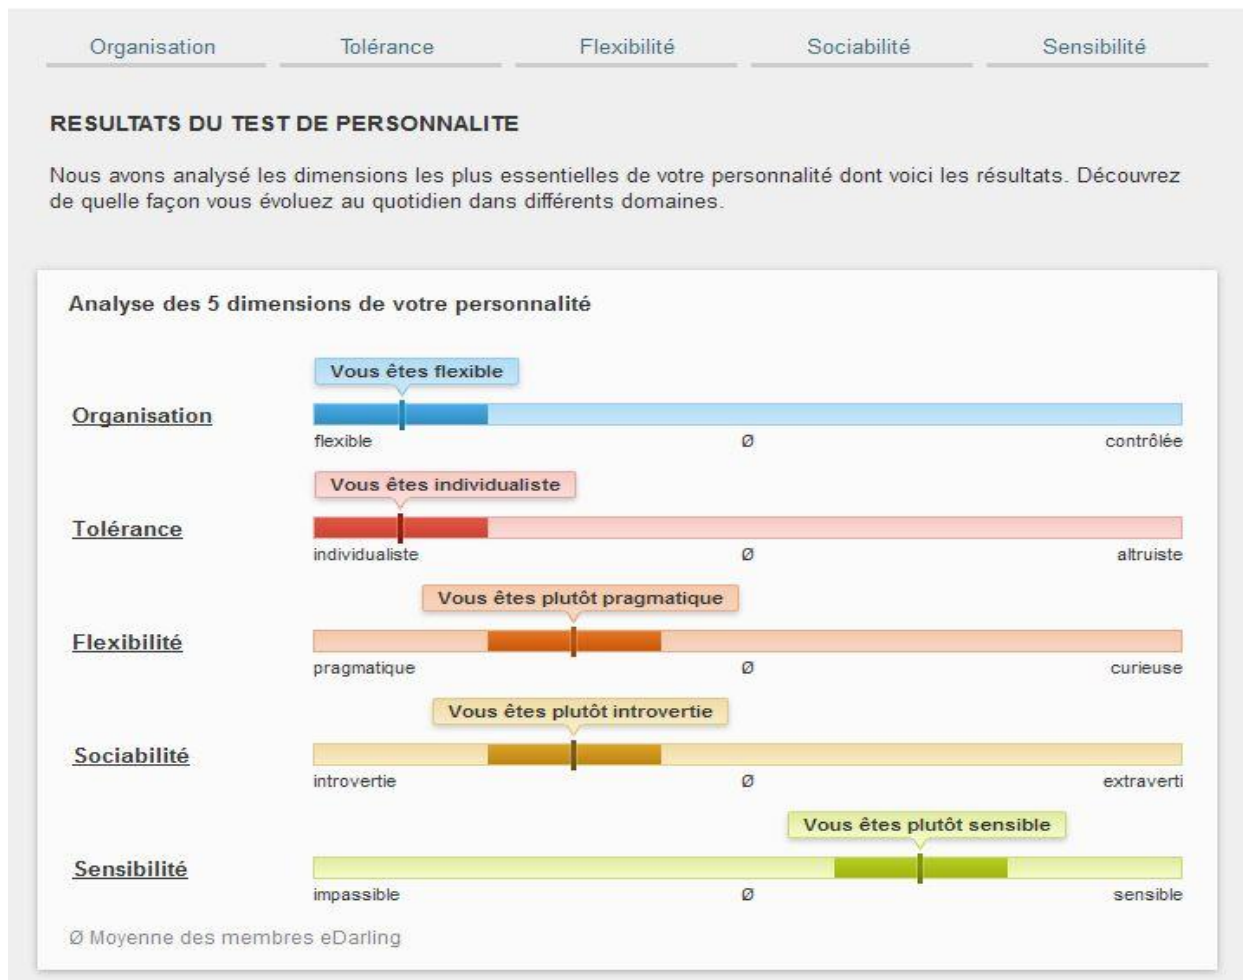 Organisation Tolérance Flexibilité Sociabilité Sensibilité
RESULTATS DU TEST DE PERSONNALITE
Nous avons analysé les dimensions les plus essentielles de votre personnalité dont voici les résultats. Découvrez
de quelle façon vous évoluez au quotidien dans différents domaines.
Analyse des 5 dimensions de votre personnalité
Vous êtes flexible
Organisation
flexible Ø contrôlée
Vous êtes individualiste
Tolérance
individualiste Ø altruiste
Vous êtes plutôt pragmatique
Flexibilité
pragmatique Ø curieuse
Vous êtes plutôt introvertie
Sociabilité
introvertie Ø extraverti
Vous êtes plutôt sensible
Sensibilité
impassible Ø sensible
Ø Moyenne des membres eDarling